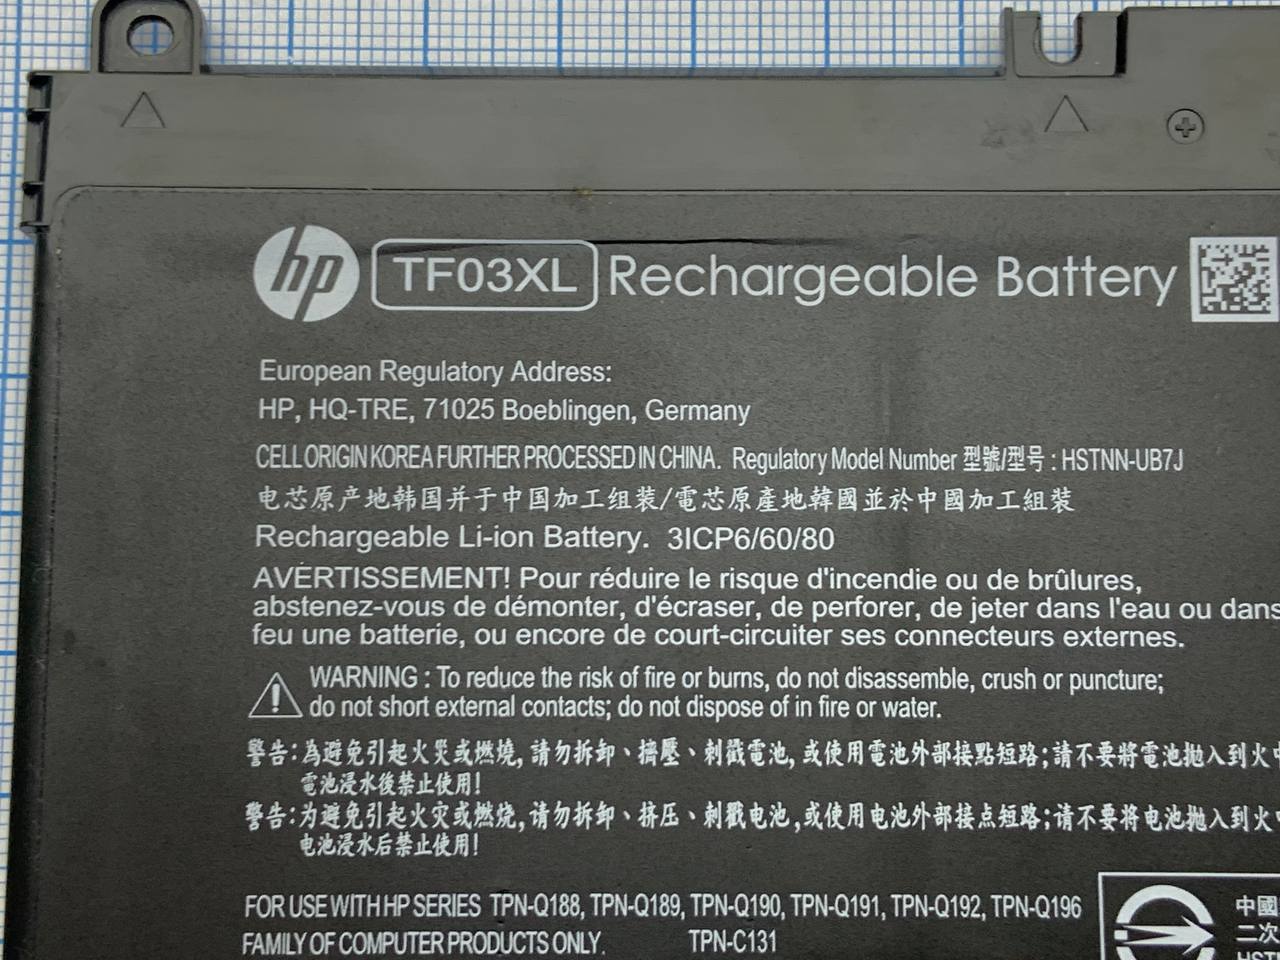 hp TF03XL Rechargeable Battery
European Regulatory Address:
HP, HQ-TRE, 71025 Boeblingen, Germany
CELL ORIGIN KOREA FURTHER PROCESSED IN CHINA. Regulatory Model Number 型號/型号 : HSTNN-UB7J
电芯原产地韩国并于中国加工组装/電芯原產地韓國並於中國加工組裝
Rechargeable Li-ion Battery. 3ICP6/60/80
AVERTISSEMENT! Pour réduire le risque d'incendie ou de brûlures,
abstenez-vous de démonter, d'écraser, de perforer, de jeter dans l'eau ou dans
feu une batterie, ou encore de court-circuiter ses connecteurs externes.
WARNING : To reduce the risk of fire or burns, do not disassemble, crush or puncture;
do not short external contacts; do not dispose of in fire or water.
警告:為避免引起火災或燃燒,請勿拆卸、擠壓、刺戳電池,或使用電池外部接點短路;請不要將電池拋入到火中
電池浸水後禁止使用!
警告:为避免引起火灾或燃烧,请勿拆卸、挤压、刺戳电池,或使用电池外部接点短路;请不要将电池抛入到火中
电池浸水后禁止使用!
FOR USE WITH HP SERIES TPN-Q188, TPN-Q189, TPN-Q190, TPN-Q191, TPN-Q192, TPN-Q196
FAMILY OF COMPUTER PRODUCTS ONLY. TPN-C131
中國
二次